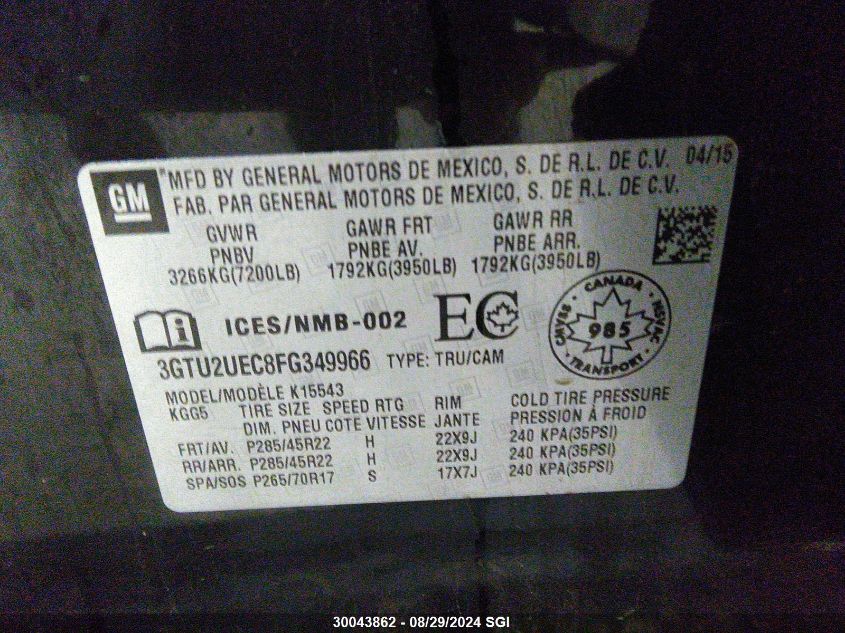 GM
*MFD BY GENERAL MOTORS DE MEXICO, S. DE R.L. DE C.V. 04/15
FAB. PAR GENERAL MOTORS DE MEXICO, S. DE R.L. DE C.V.
GVWR GAWR FRT GAWR RR
PNBV PNBE AV. PNBE ARR.
3266KG(7200LB) 1792KG(3950LB) 1792KG(3950LB)
i ICES/NMB-002 EC
CANADA
CMVSS 985 NSVAC
TRANSPORT
3GTU2UEC8FG349966 TYPE: TRU/CAM
MODEL/MODÈLE K15543
KGG5 TIRE SIZE SPEED RTG RIM COLD TIRE PRESSURE
DIM. PNEU COTE VITESSE JANTE PRESSION À FROID
FRT/AV. P285/45R22 H 22X9J 240 KPA(35PSI)
RR/ARR. P285/45R22 H 22X9J 240 KPA(35PSI)
SPA/SOS P265/70R17 S 17X7J 240 KPA(35PSI)
30043862 - 08/29/2024 SGI